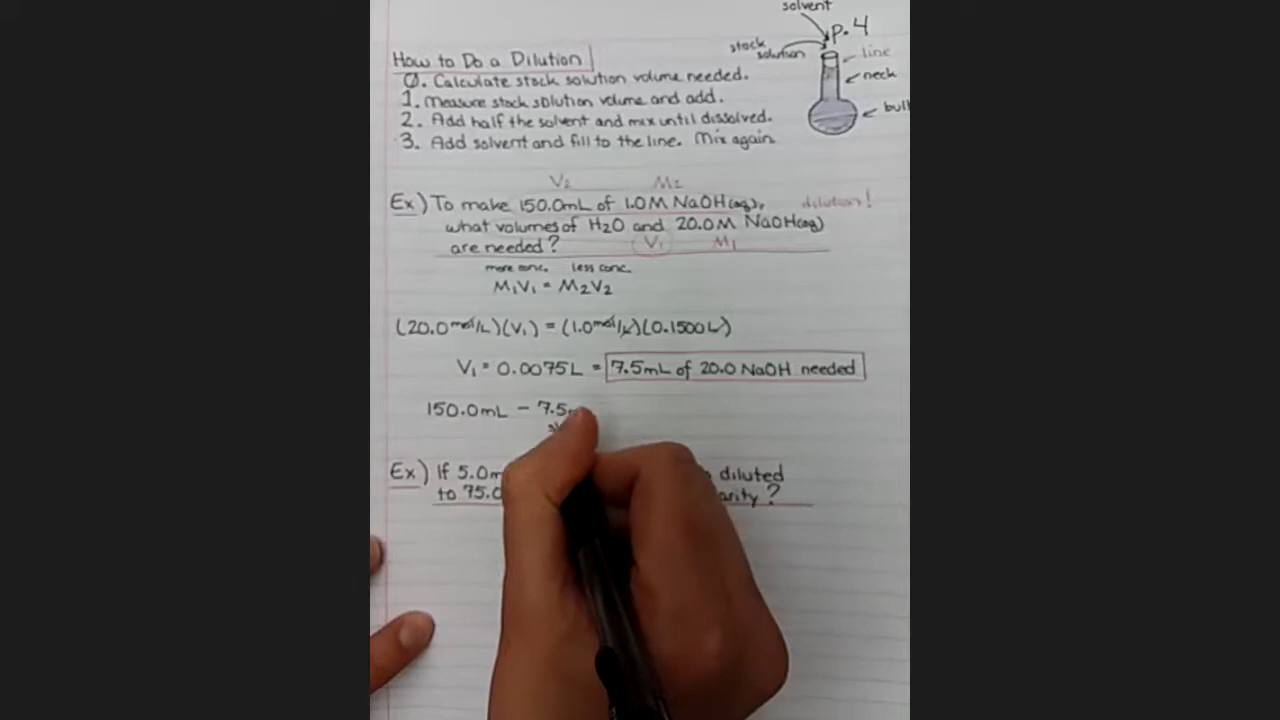 solvent
p.4
stock
solution
line
neck
How to Do a Dilution
0. Calculate stock solution volume needed.
1. Measure stock solution volume and add.
2. Add half the solvent and mix until dissolved.
3. Add solvent and fill to the line. Mix again
V₂ M₂
Ex) To make 150.0mL of 1.0M NaOH(aq), dilution!
what volumes of H₂O and 20.0M NaOH(aq)
are needed? V₁ M₁
more conc. less conc.
M₁V₁ = M₂V₂
(20.0mol/L)(V₁) = (1.0mol/L)(0.1500L)
V₁ = 0.0075L = 7.5mL of 20.0 NaOH needed
150.0mL − 7.5
Ex) If 5.0 diluted
to 75.0 ?